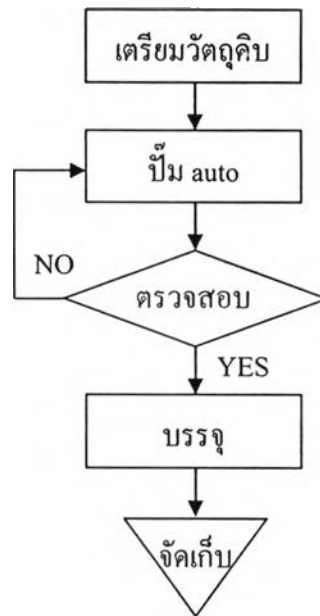 เตรียมวัตถุดิบ
ปั๊ม auto
NO
ตรวจสอบ
YES
บรรจุ
จัดเก็บ